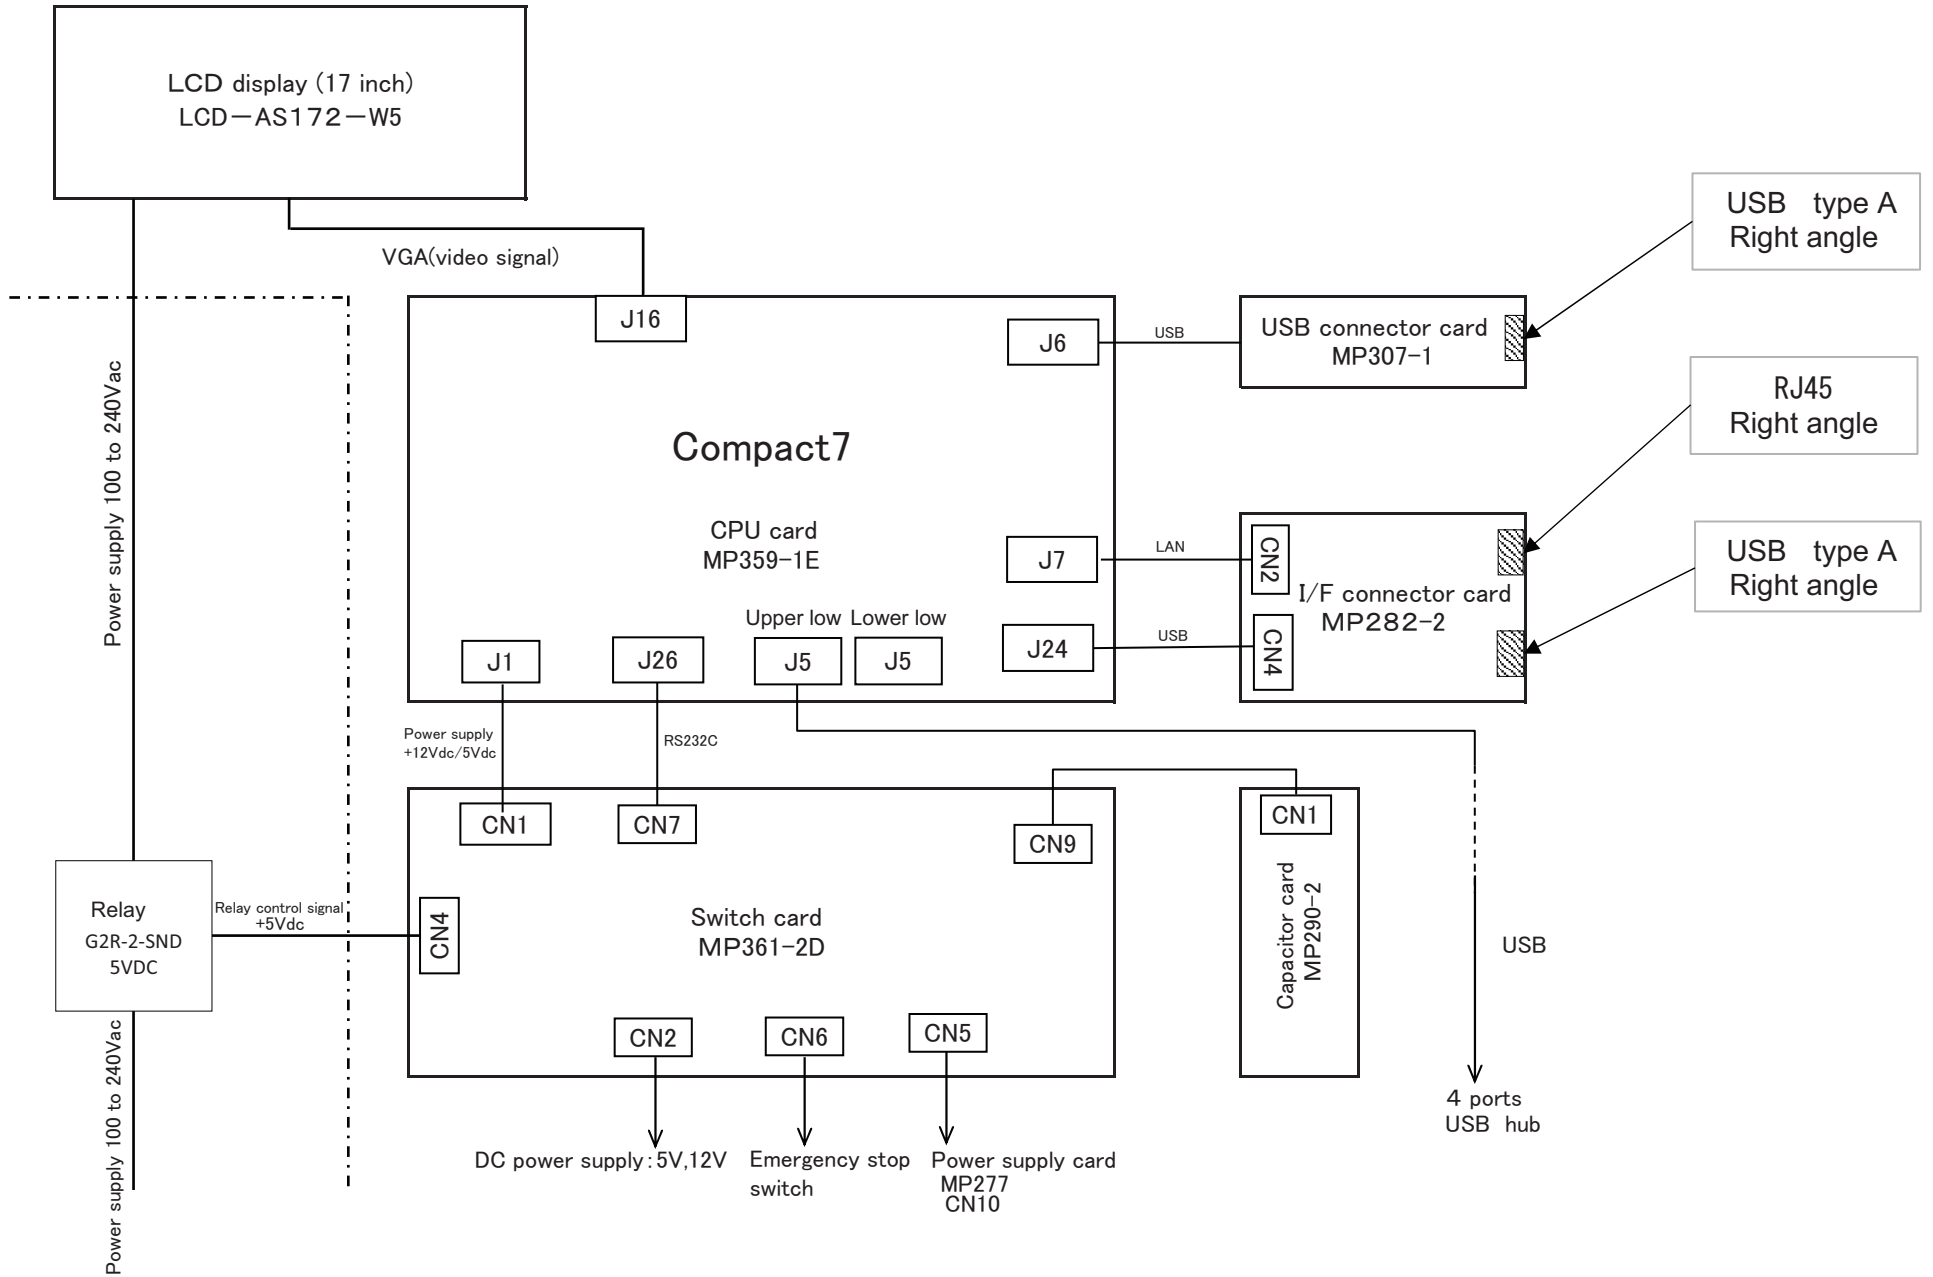 LCD display (17 inch)
LCD－AS172－W5
VGA(video signal)
Power supply 100 to 240Vac
USB type A
Right angle
J16
J6
USB
USB connector card
MP307-1
RJ45
Right angle
Compact7
CPU card
MP359-1E
J7
LAN
CN2
I/F connector card
MP282-2
USB type A
Right angle
Upper low
Lower low
J1
J26
J5
J5
J24
USB
CN4
Power supply
+12Vdc/5Vdc
RS232C
CN1
CN7
CN9
CN1
Capacitor card
MP290-2
Relay
G2R-2-SND
5VDC
Relay control signal
+5Vdc
CN4
Switch card
MP361-2D
USB
CN2
CN6
CN5
Power supply 100 to 240Vac
4 ports
USB hub
DC power supply:5V,12V
Emergency stop
switch
Power supply card
MP277
CN10